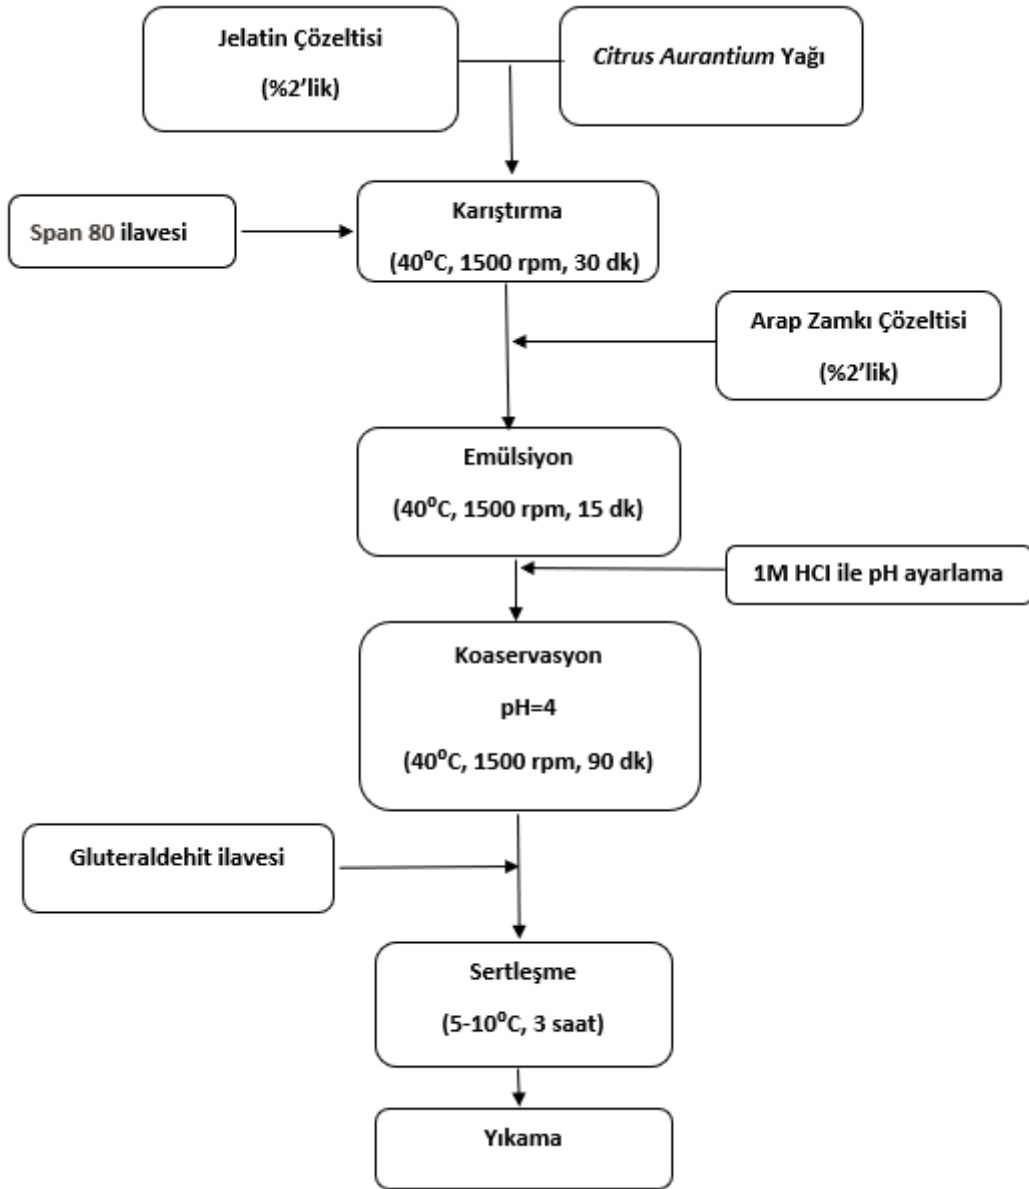 Jelatin Çözeltisi
(%2’lik)
Citrus Aurantium Yağı
Karıştırma
(40⁰C, 1500 rpm, 30 dk)
Span 80 ilavesi
Arap Zamkı Çözeltisi
(%2’lik)
Emülsiyon
(40⁰C, 1500 rpm, 15 dk)
1M HCI ile pH ayarlama
Koaservasyon
pH=4
(40⁰C, 1500 rpm, 90 dk)
Gluteraldehit ilavesi
Sertleşme
(5-10⁰C, 3 saat)
Yıkama